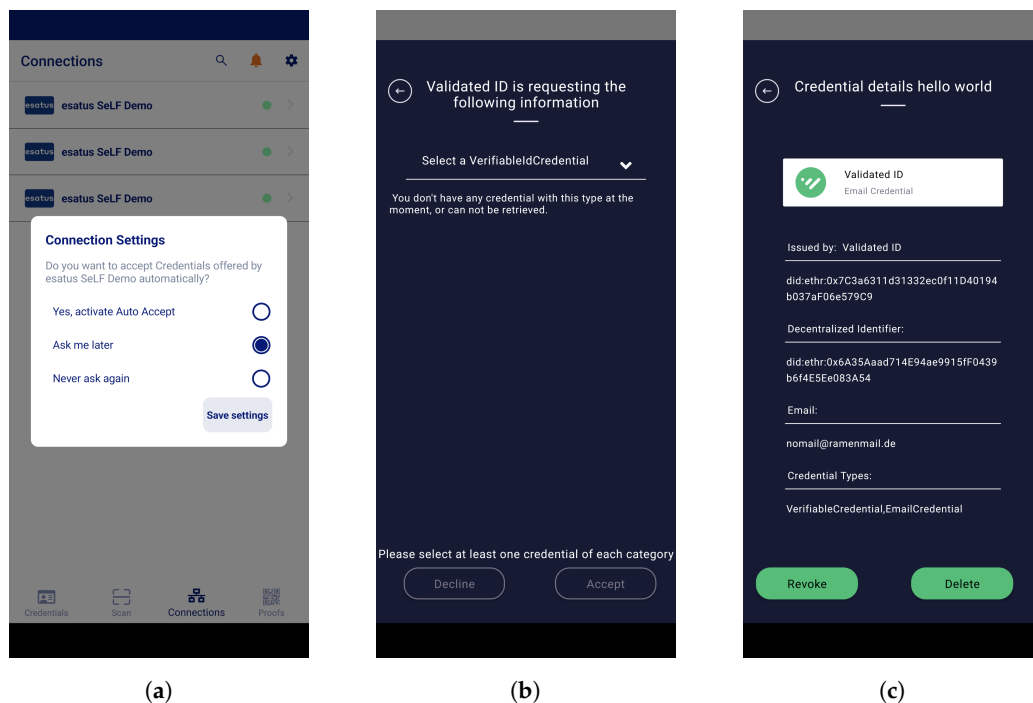 Connections
esatus esatus SeLF Demo
esatus esatus SeLF Demo
esatus esatus SeLF Demo
Connection Settings
Do you want to accept Credentials offered by
esatus SeLF Demo automatically?
Yes, activate Auto Accept
Ask me later
Never ask again
Save settings
Credentials Scan Connections Proofs
(a)
Validated ID is requesting the
following information
Select a VerifiableIdCredential
You don't have any credential with this type at the
moment, or can not be retrieved.
Please select at least one credential of each category
Decline Accept
(b)
Credential details hello world
Validated ID
Email Credential
Issued by: Validated ID
did:ethr:0x7C3a6311d31332ec0f11D40194
b037aF06e579C9
Decentralized Identifier:
did:ethr:0x6A35Aaad714E94ae9915fF0439
b6f4E5Ee083A54
Email:
nomail@ramenmail.de
Credential Types:
VerifiableCredential,EmailCredential
Revoke Delete
(c)